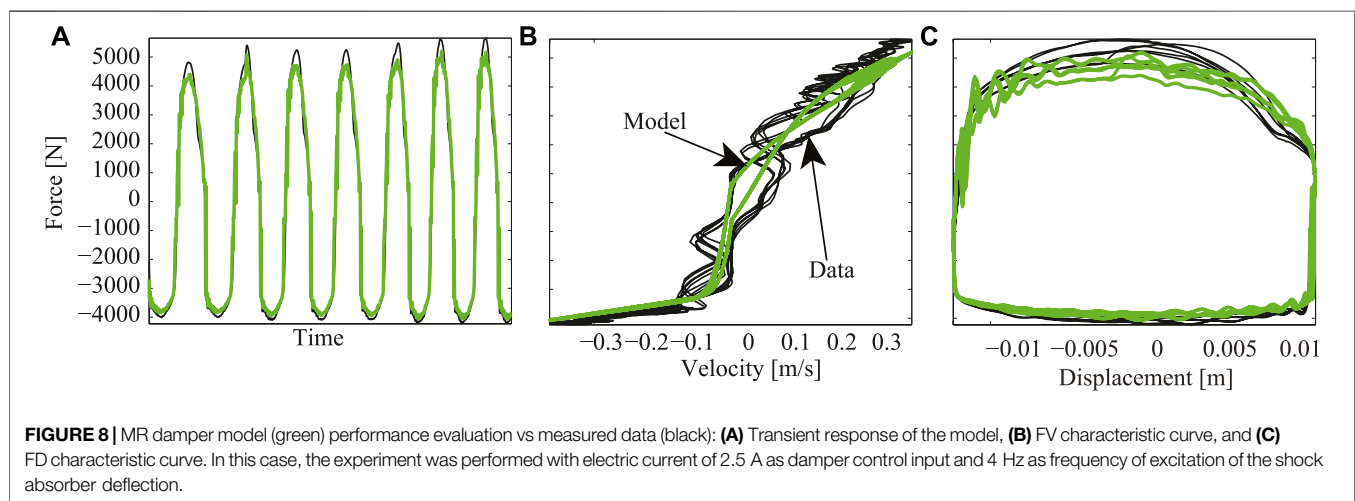 A
B
C
Force [N]
5000
4000
3000
2000
1000
0
−1000
−2000
−3000
−4000
Time
Model
Data
−0.3 −0.2 −0.1 0 0.1 0.2 0.3
Velocity [m/s]
−0.01 −0.005 0 0.005 0.01
Displacement [m]
FIGURE 8 | MR damper model (green) performance evaluation vs measured data (black): (A) Transient response of the model, (B) FV characteristic curve, and (C)
FD characteristic curve. In this case, the experiment was performed with electric current of 2.5 A as damper control input and 4 Hz as frequency of excitation of the shock
absorber deflection.